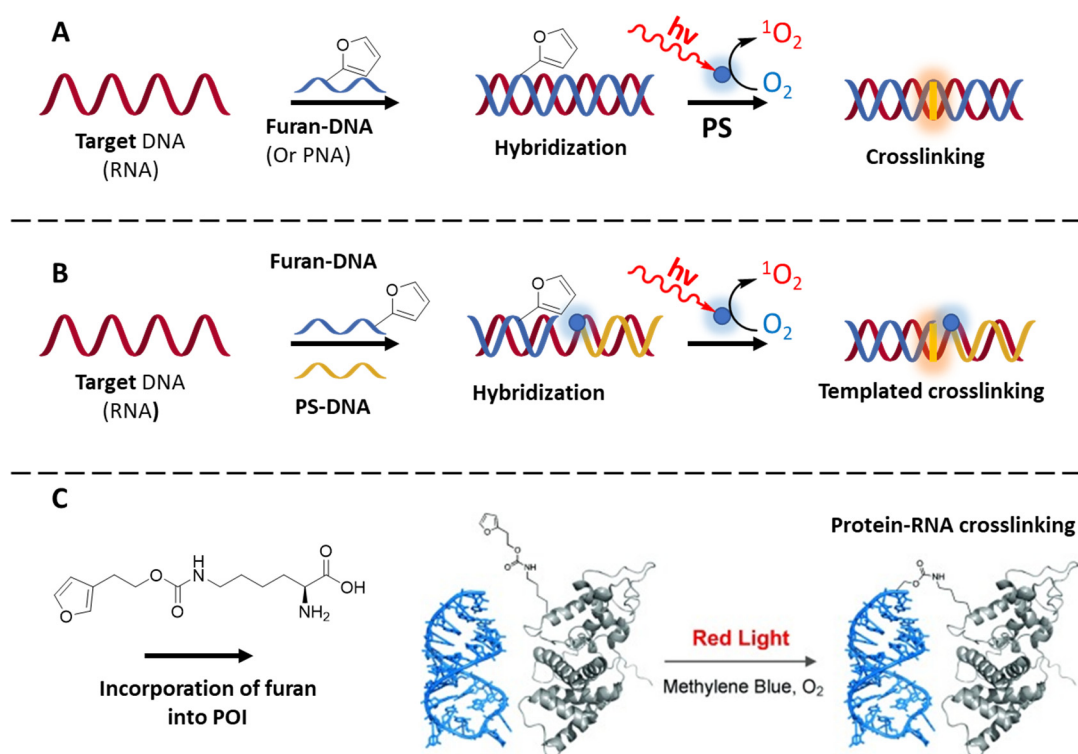 A
Target DNA
(RNA)
O
Furan-DNA
(Or PNA)
O
Hybridization
hv
¹O₂
O₂
PS
Crosslinking
B
Target DNA
(RNA)
Furan-DNA
O
PS-DNA
O
Hybridization
hv
¹O₂
O₂
Templated crosslinking
C
O
O
O
H
N
O
OH
NH₂
Incorporation of furan
into POI
O
O
O
NH
Red Light
Methylene Blue, O₂
Protein-RNA crosslinking
O
O
NH